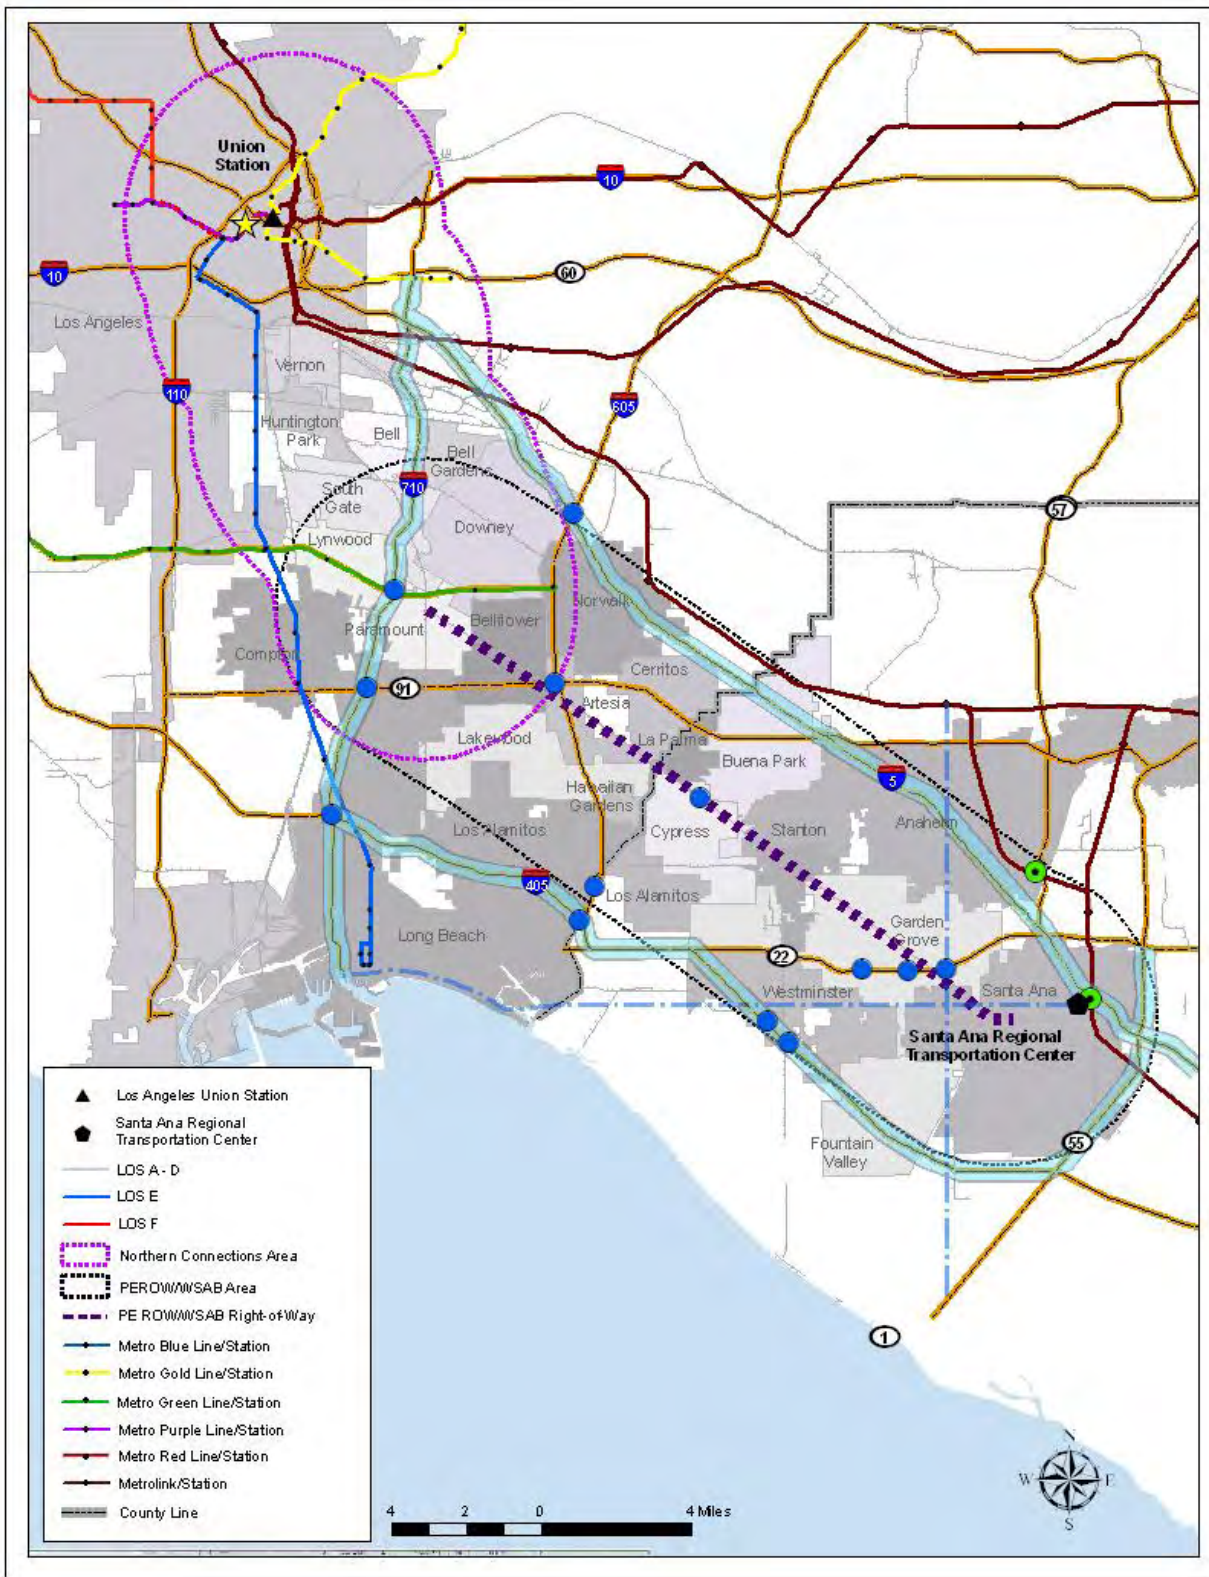 Union
Station
10
10
60
Los Angeles
Vernon
110
605
Huntington
Park
Bell
Bell
Gardens
710
South
Gate
57
Downey
Lynwood
Norwalk
Paramount
Bellflower
Compton
Cerritos
91
Artesia
Lakewood
La Palma
Buena Park
5
Hawaiian
Gardens
Los Alamitos
Cypress
Stanton
Anaheim
405
Los Alamitos
Garden
Grove
Long Beach
22
Westminster
Santa Ana
Santa Ana Regional
Transportation Center
Fountain
Valley
55
1
Los Angeles Union Station
Santa Ana Regional
Transportation Center
LOS A - D
LOS E
LOS F
Northern Connections Area
PEROW/WSAB Area
PE ROW/WSAB Right-of-Way
Metro Blue Line/Station
Metro Gold Line/Station
Metro Green Line/Station
Metro Purple Line/Station
Metro Red Line/Station
Metrolink/Station
County Line
N
W E
S
4 2 0 4 Miles